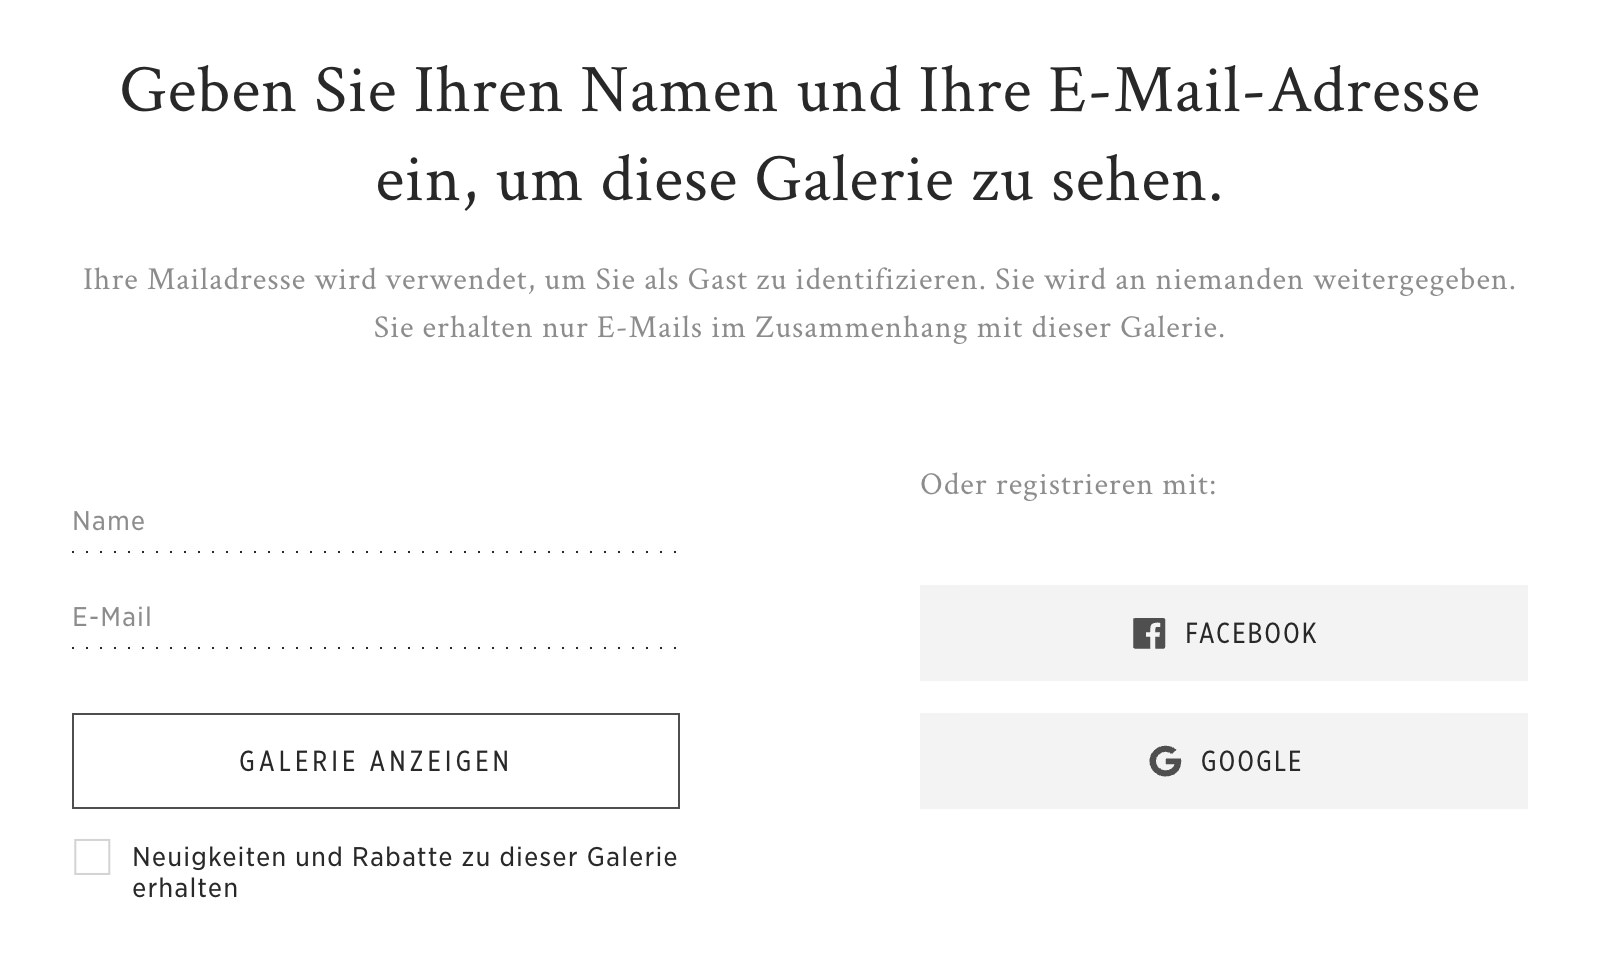 Geben Sie Ihren Namen und Ihre E-Mail-Adresse
ein, um diese Galerie zu sehen.
Ihre Mailadresse wird verwendet, um Sie als Gast zu identifizieren. Sie wird an niemanden weitergegeben.
Sie erhalten nur E-Mails im Zusammenhang mit dieser Galerie.
Name
E-Mail
GALERIE ANZEIGEN
Neuigkeiten und Rabatte zu dieser Galerie
erhalten
Oder registrieren mit:
FACEBOOK
GOOGLE